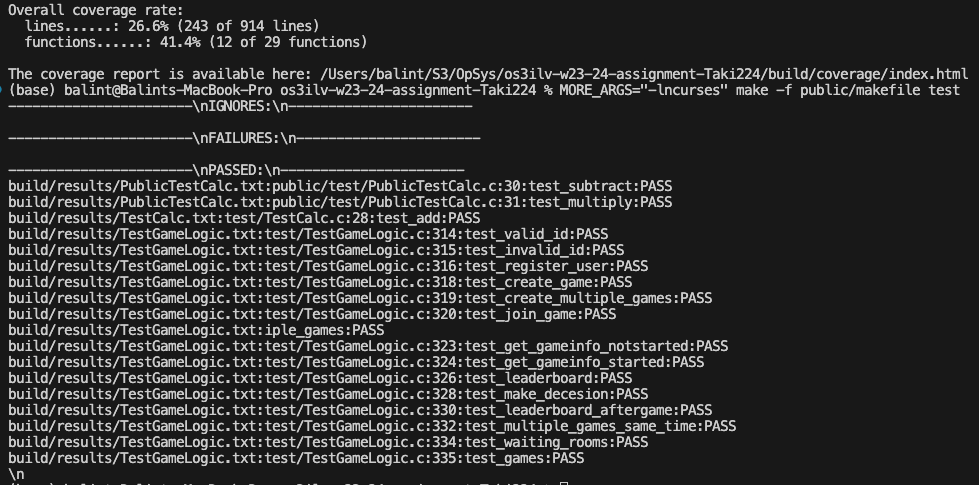 Overall coverage rate:
  lines......: 26.6% (243 of 914 lines)
  functions......: 41.4% (12 of 29 functions)

The coverage report is available here: /Users/balint/S3/OpSys/os3ilv-w23-24-assignment-Taki224/build/coverage/index.html
(base) balint@Balints-MacBook-Pro os3ilv-w23-24-assignment-Taki224 % MORE_ARGS="-lncurses" make -f public/makefile test
-----------------------\nIGNORES:\n-----------------------

-----------------------\nFAILURES:\n-----------------------

-----------------------\nPASSED:\n-----------------------
build/results/PublicTestCalc.txt:public/test/PublicTestCalc.c:30:test_subtract:PASS
build/results/PublicTestCalc.txt:public/test/PublicTestCalc.c:31:test_multiply:PASS
build/results/TestCalc.txt:test/TestCalc.c:28:test_add:PASS
build/results/TestGameLogic.txt:test/TestGameLogic.c:314:test_valid_id:PASS
build/results/TestGameLogic.txt:test/TestGameLogic.c:315:test_invalid_id:PASS
build/results/TestGameLogic.txt:test/TestGameLogic.c:316:test_register_user:PASS
build/results/TestGameLogic.txt:test/TestGameLogic.c:318:test_create_game:PASS
build/results/TestGameLogic.txt:test/TestGameLogic.c:319:test_create_multiple_games:PASS
build/results/TestGameLogic.txt:test/TestGameLogic.c:320:test_join_game:PASS
build/results/TestGameLogic.txt:iple_games:PASS
build/results/TestGameLogic.txt:test/TestGameLogic.c:323:test_get_gameinfo_notstarted:PASS
build/results/TestGameLogic.txt:test/TestGameLogic.c:324:test_get_gameinfo_started:PASS
build/results/TestGameLogic.txt:test/TestGameLogic.c:326:test_leaderboard:PASS
build/results/TestGameLogic.txt:test/TestGameLogic.c:328:test_make_decesion:PASS
build/results/TestGameLogic.txt:test/TestGameLogic.c:330:test_leaderboard_aftergame:PASS
build/results/TestGameLogic.txt:test/TestGameLogic.c:332:test_multiple_games_same_time:PASS
build/results/TestGameLogic.txt:test/TestGameLogic.c:334:test_waiting_rooms:PASS
build/results/TestGameLogic.txt:test/TestGameLogic.c:335:test_games:PASS
\n